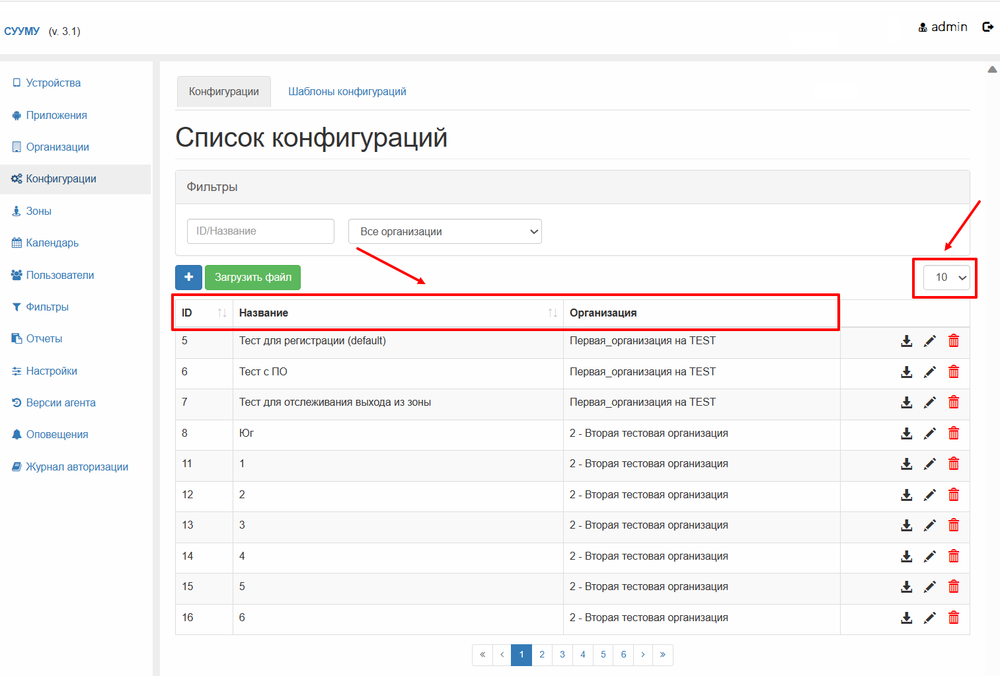 СУУМУ (v. 3.1)
admin
Устройства
Приложения
Организации
Конфигурации
Зоны
Календарь
Пользователи
Фильтры
Отчеты
Настройки
Версии агента
Оповещения
Журнал авторизации
Конфигурации Шаблоны конфигураций
Список конфигураций
Фильтры
ID/Название Все организации
+ Загрузить файл 10
ID Название Организация
5 Тест для регистрации (default) Первая_организация на TEST
6 Тест с ПО Первая_организация на TEST
7 Тест для отслеживания выхода из зоны Первая_организация на TEST
8 Юг 2 - Вторая тестовая организация
11 1 2 - Вторая тестовая организация
12 2 2 - Вторая тестовая организация
13 3 2 - Вторая тестовая организация
14 4 2 - Вторая тестовая организация
15 5 2 - Вторая тестовая организация
16 6 2 - Вторая тестовая организация
« ‹ 1 2 3 4 5 6 › »